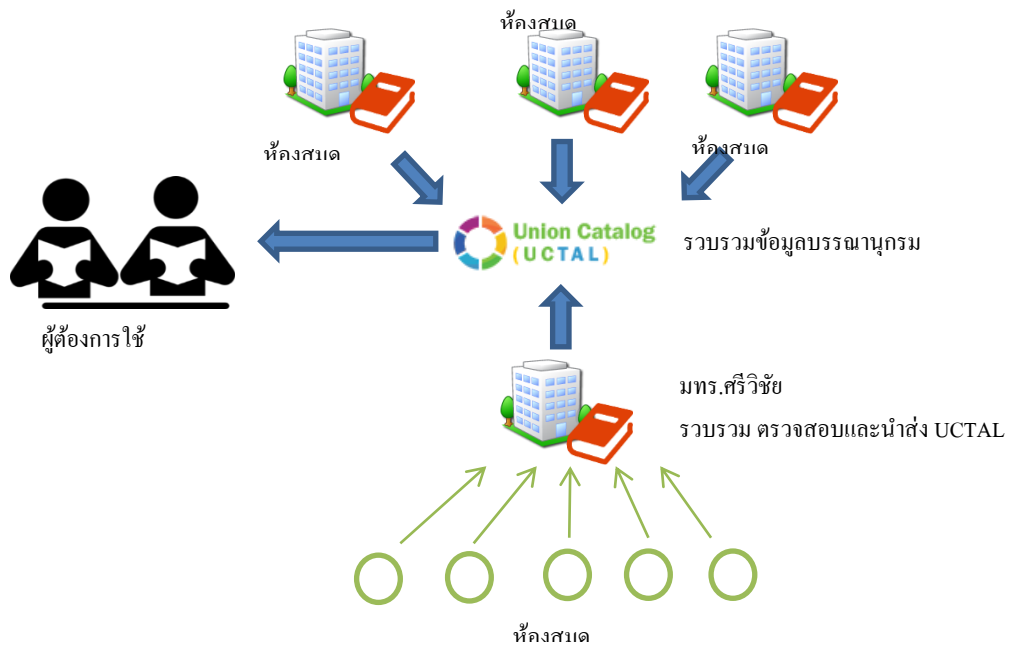 ห้องสมุด
ห้องสมุด
ห้องสมุด
Union Catalog
(UCTAL)
รวบรวมข้อมูลบรรณานุกรม
ผู้ต้องการใช้
มทร.ศรีวิชัย
รวบรวม ตรวจสอบและนำส่ง UCTAL
ห้องสมุด